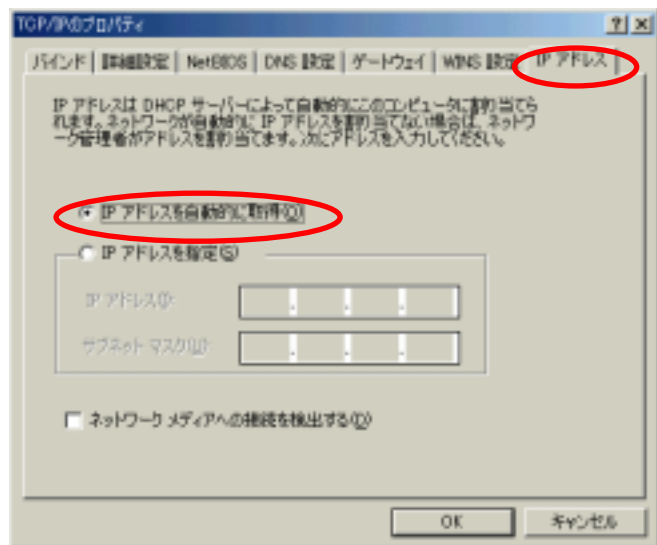 TCP/IPのプロパティ
バインド 詳細設定 NetBIOS DNS 設定 ゲートウェイ WINS 設定 IP アドレス
IP アドレスは DHCP サーバーによって自動的にこのコンピュータに割り当てら
れます。ネットワークが自動的に IP アドレスを割り当てない場合は、ネットワ
ーク管理者がアドレスを割り当てます。次にアドレスを入力してください。
IP アドレスを自動的に取得(O)
IP アドレスを指定(S)
IP アドレス(I):
サブネット マスク(U):
ネットワーク メディアへの接続を検出する(D)
OK キャンセル